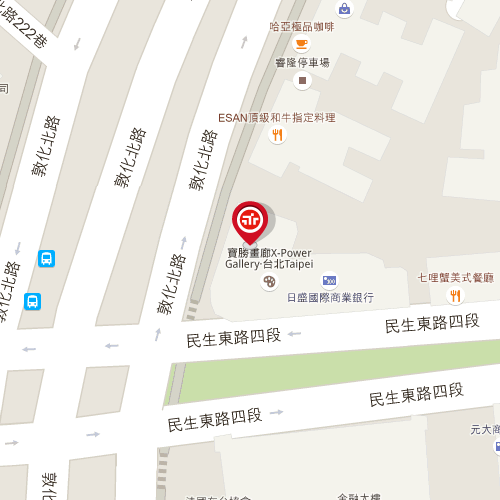 北路222巷
哈亞極品咖啡
睿隆停車場
司
ESAN頂級和牛指定料理
敦化北路
敦化北路
敦化北路
寶勝畫廊X-Power
Gallery·台北Taipei
敦化北路
敦化北路
日盛國際商業銀行
七哩蟹美式餐廳
民生東路四段
民生東路四段
民生東路四段
民生東路四段
元大商
敦化
金融大樓